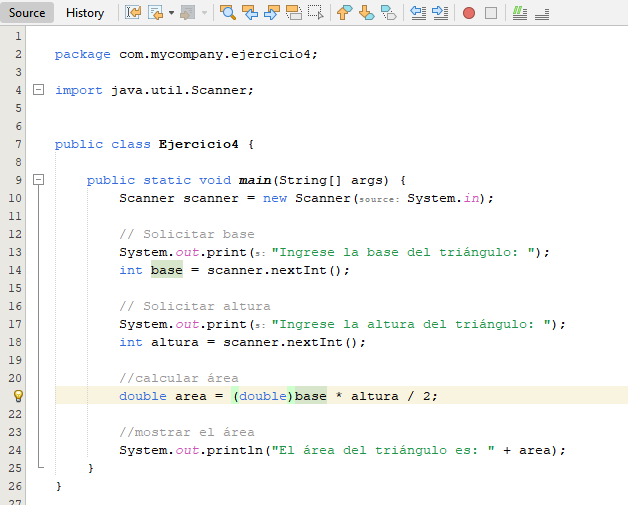 Source History
1
2 package com.mycompany.ejercicio4;
3
4 import java.util.Scanner;
5
6
7 public class Ejercicio4 {
8
9 public static void main(String[] args) {
10 Scanner scanner = new Scanner(source: System.in);
11
12 // Solicitar base
13 System.out.print(s: "Ingrese la base del triángulo: ");
14 int base = scanner.nextInt();
15
16 // Solicitar altura
17 System.out.print(s: "Ingrese la altura del triángulo: ");
18 int altura = scanner.nextInt();
19
20 //calcular área
double area = (double)base * altura / 2;
22
23 //mostrar el área
24 System.out.println("El área del triángulo es: " + area);
25 }
26 }
27